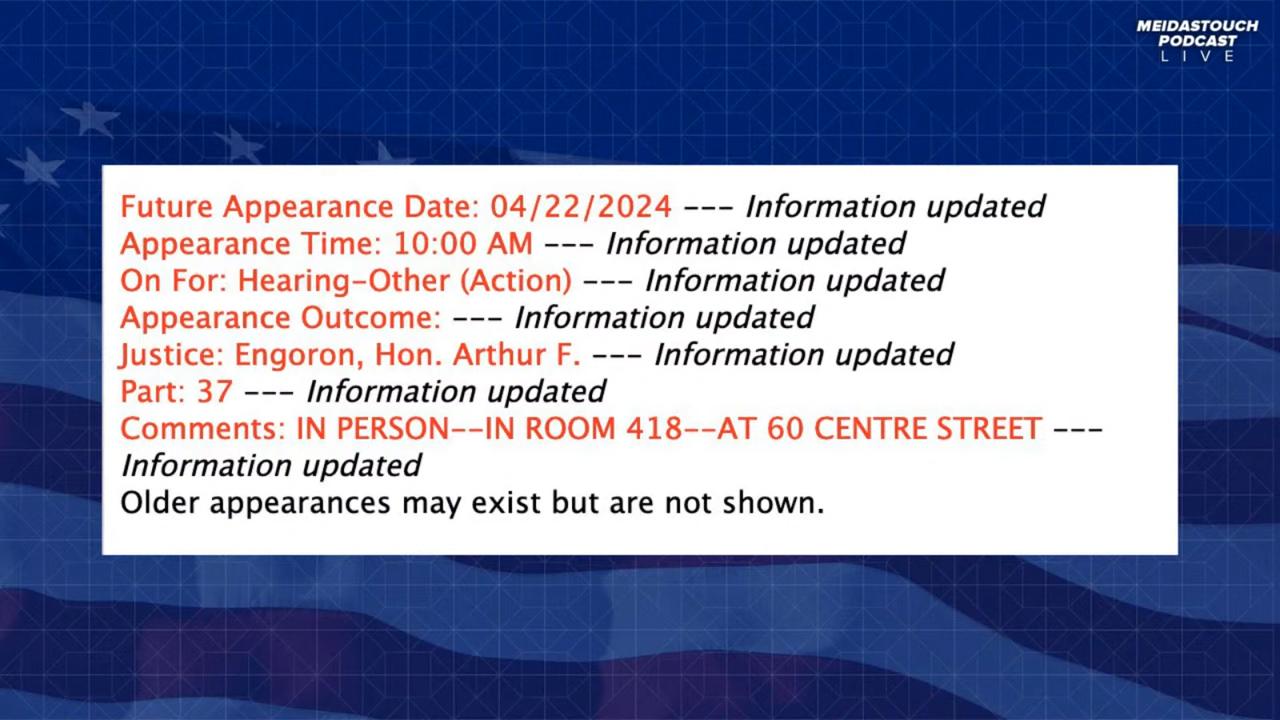 MEIDASTOUCH
PODCAST
LIVE
Future Appearance Date: 04/22/2024 --- Information updated
Appearance Time: 10:00 AM --- Information updated
On For: Hearing-Other (Action) --- Information updated
Appearance Outcome: --- Information updated
Justice: Engoron, Hon. Arthur F. --- Information updated
Part: 37 --- Information updated
Comments: IN PERSON--IN ROOM 418--AT 60 CENTRE STREET ---
Information updated
Older appearances may exist but are not shown.